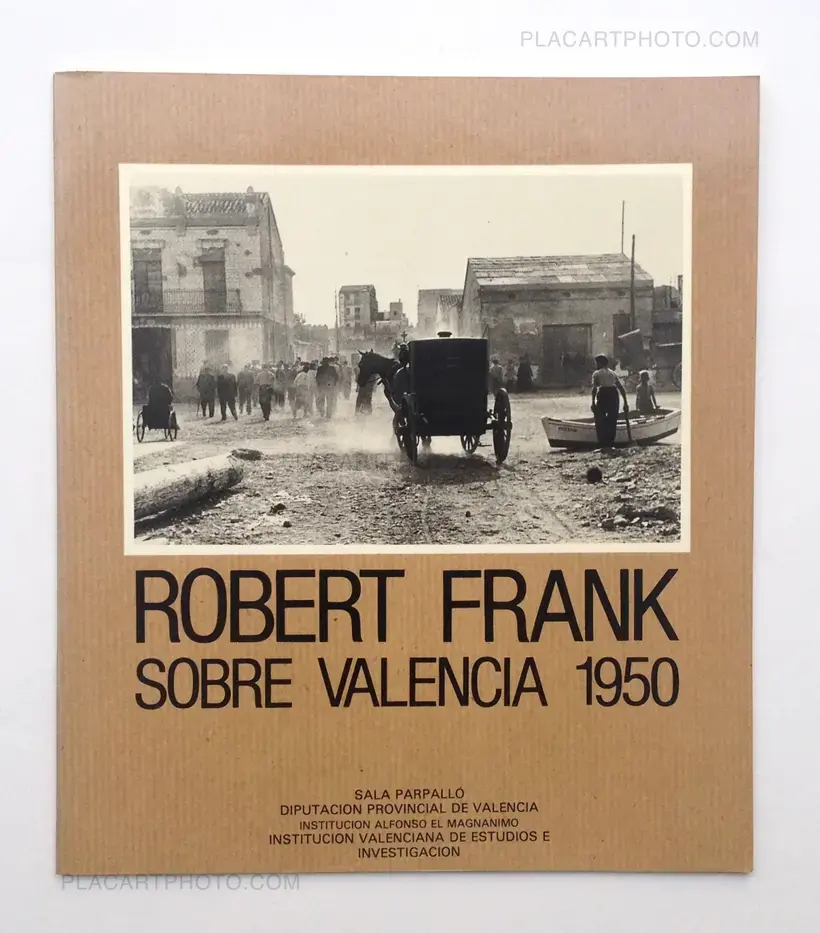 PLACARTPHOTO.COM
ROBERT FRANK
SOBRE VALENCIA 1950
SALA PARPALLÓ
DIPUTACION PROVINCIAL DE VALENCIA
INSTITUCION ALFONSO EL MAGNANIMO
INSTITUCION VALENCIANA DE ESTUDIOS E
INVESTIGACION
PLACARTPHOTO.COM